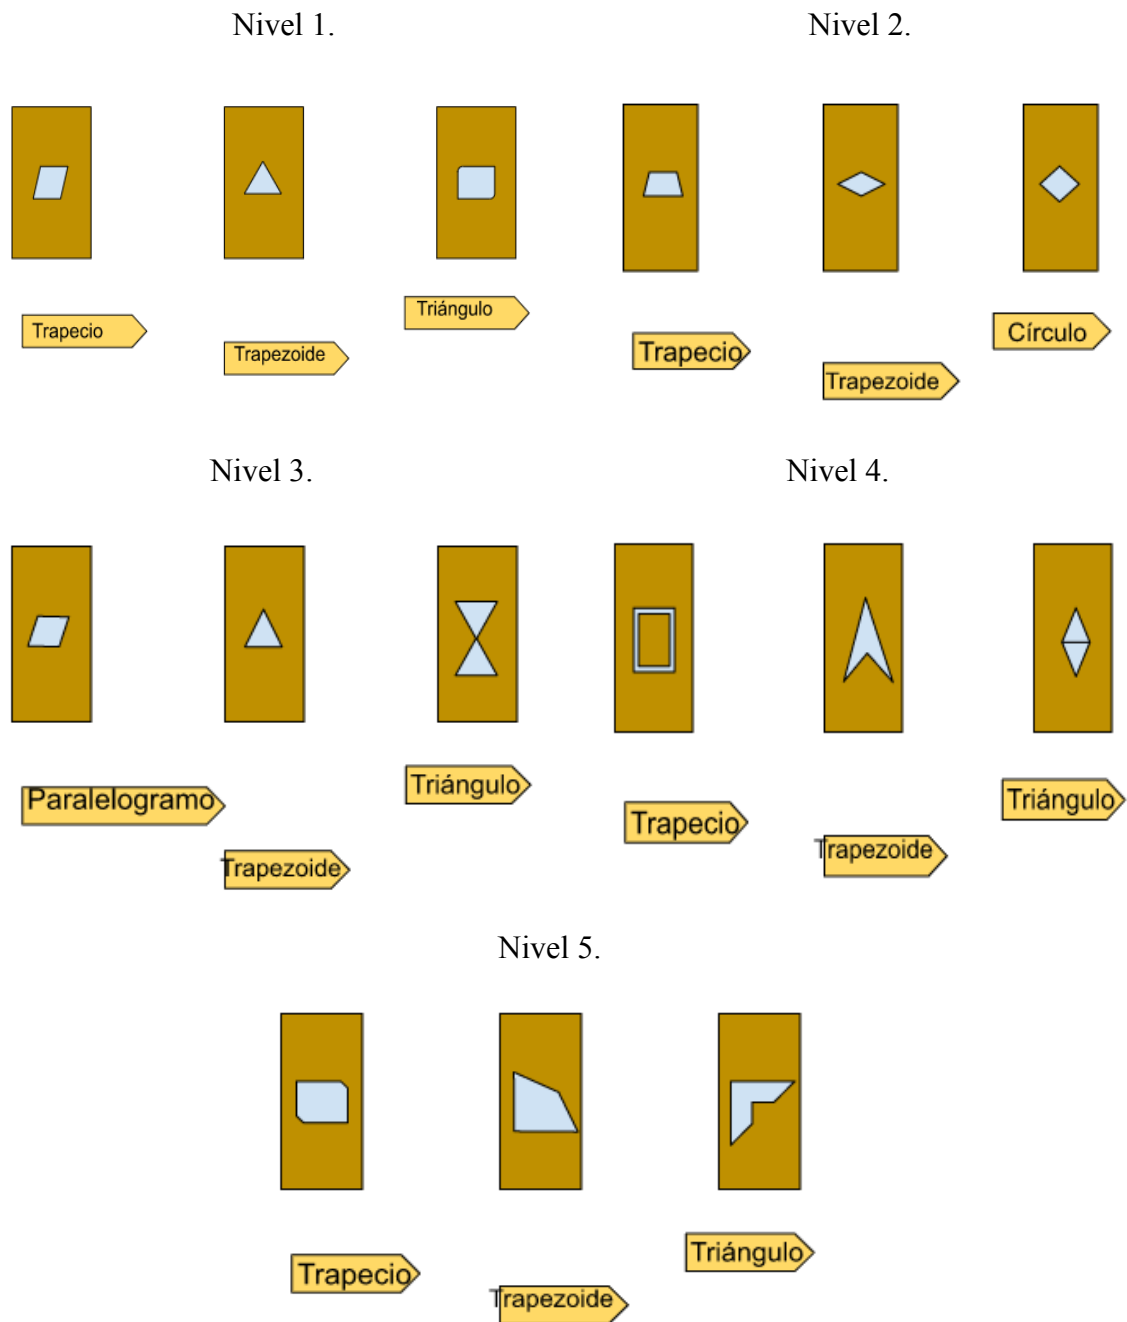 Nivel 1.
Nivel 2.
Trapecio
Trapezoide
Triángulo
Trapecio
Trapezoide
Círculo
Nivel 3.
Nivel 4.
Paralelogramo
Trapezoide
Triángulo
Trapecio
Trapezoide
Triángulo
Nivel 5.
Trapecio
Trapezoide
Triángulo